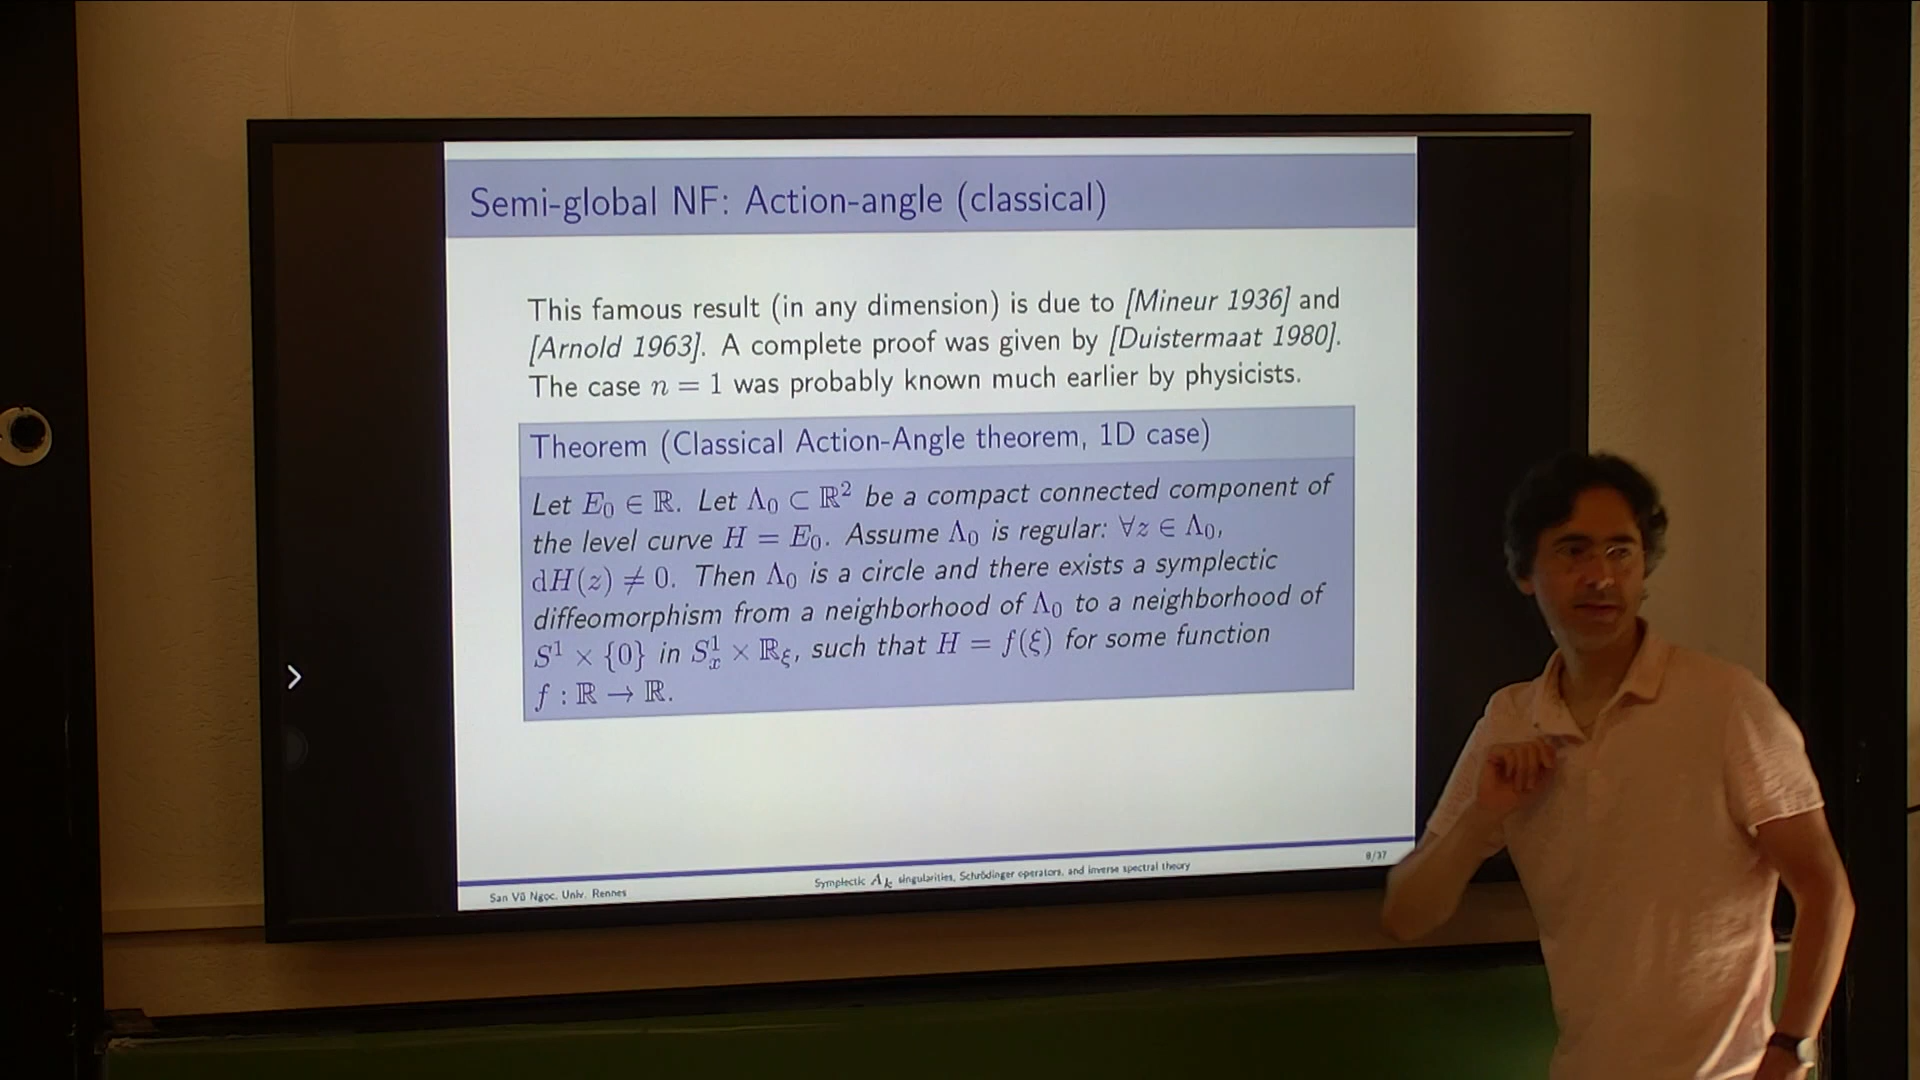 Semi-global NF: Action-angle (classical)
This famous result (in any dimension) is due to [Mineur 1936] and
[Arnold 1963]. A complete proof was given by [Duistermaat 1980].
The case n = 1 was probably known much earlier by physicists.
Theorem (Classical Action-Angle theorem, 1D case)
Let E₀ ∈ ℝ. Let Λ₀ ⊂ ℝ² be a compact connected component of
the level curve H = E₀. Assume Λ₀ is regular: ∀z ∈ Λ₀,
dH(z) ≠ 0. Then Λ₀ is a circle and there exists a symplectic
diffeomorphism from a neighborhood of Λ₀ to a neighborhood of
S¹ × {0} in S¹ₓ × ℝ_ξ, such that H = f(ξ) for some function
f : ℝ → ℝ.
San Vũ Ngọc, Univ. Rennes
Symplectic Aₖ singularities, Schrödinger operators, and inverse spectral theory
8/37